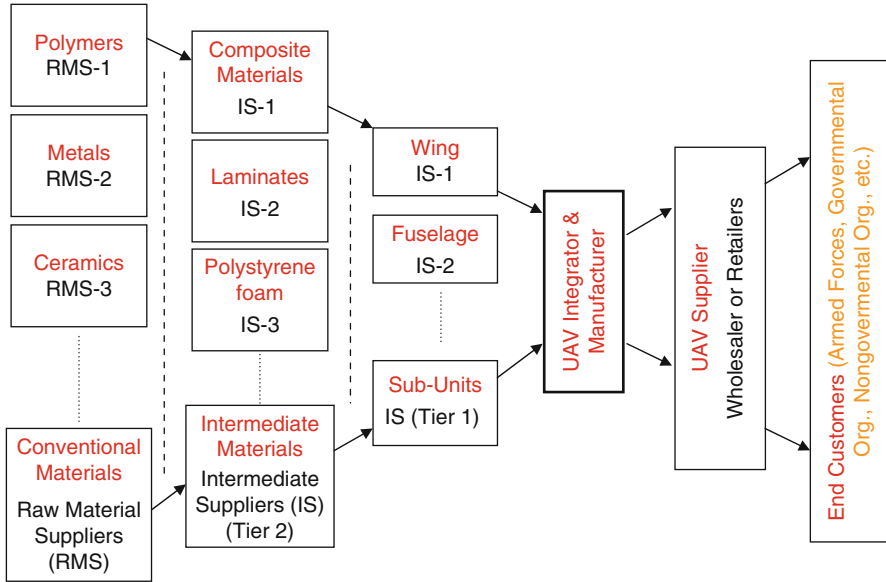 Polymers
RMS-1
Metals
RMS-2
Ceramics
RMS-3
Conventional
Materials
Raw Material
Suppliers
(RMS)
Composite
Materials
IS-1
Laminates
IS-2
Polystyrene
foam
IS-3
Intermediate
Materials
Intermediate
Suppliers (IS)
(Tier 2)
Wing
IS-1
Fuselage
IS-2
Sub-Units
IS (Tier 1)
UAV Integrator &
Manufacturer
UAV Supplier
Wholesaler or Retailers
End Customers (Armed Forces, Governmental
Org., Nongovermental Org., etc.)